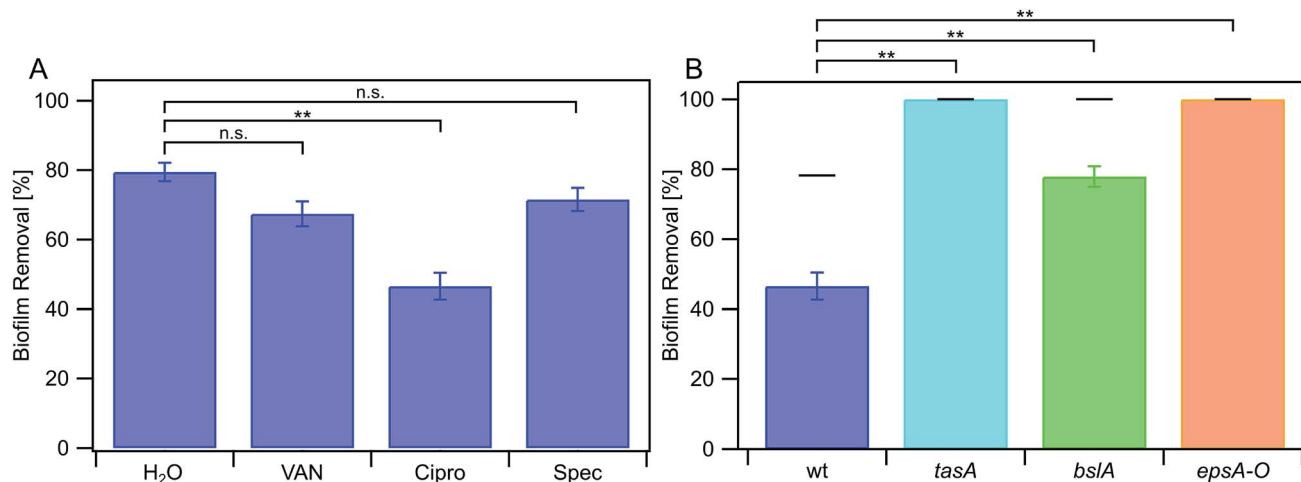 A
Biofilm Removal [%]
100
80
60
40
20
0
n.s.
**
n.s.
H₂O VAN Cipro Spec
B
Biofilm Removal [%]
100
80
60
40
20
0
**
**
**
wt tasA bslA epsA-O